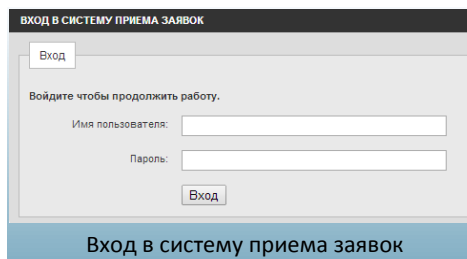 ВХОД В СИСТЕМУ ПРИЕМА ЗАЯВОК
Вход
Войдите чтобы продолжить работу.
Имя пользователя:
Пароль:
Вход
Вход в систему приема заявок